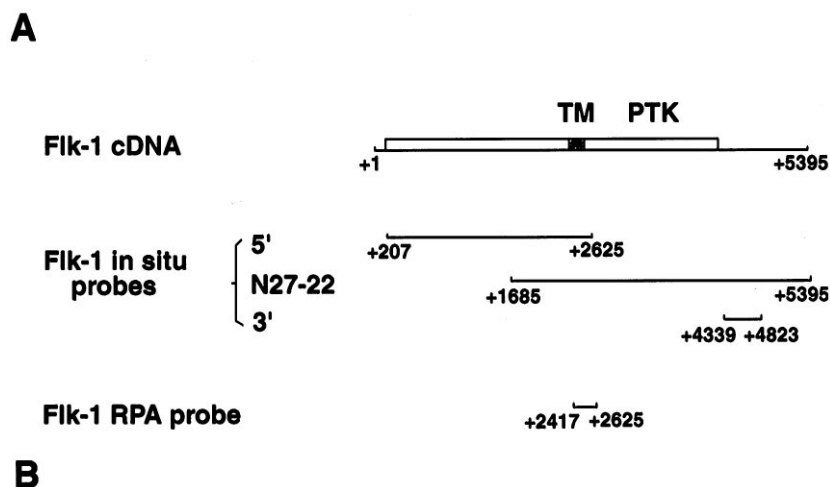 A
TM PTK
Flk-1 cDNA
+1 +5395
Flk-1 in situ
probes
5'
+207 +2625
N27-22
+1685 +5395
3'
+4339 +4823
Flk-1 RPA probe
+2417 +2625
B